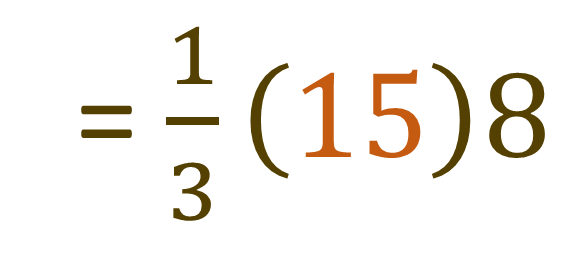 = 1/3 (15)8